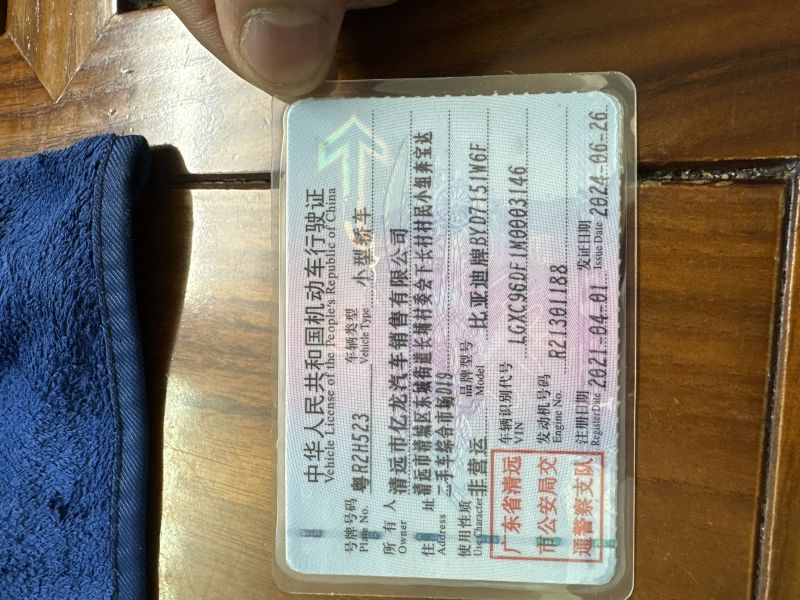 中华人民共和国机动车行驶证
Vehicle License of the People's Republic of China
号牌号码 粤R2H523 车辆类型 小型轿车
Plate No. Vehicle Type
所有人 清远市亿龙汽车销售有限公司
Owner
住址 清远市清城区东城街道长埔村委会下长村村民小组养宝达
Address 二手车综合市场D19
使用性质 非营运 品牌型号 比亚迪牌BYD7151W6F
Use Character Model
车辆识别代号 LGXC96DF1M0003146
VIN
发动机号码 R21301188
Engine No.
注册日期 2021-04-01 发证日期 2024-06-26
Register Date Issue Date
广东省清远
市公安局交
通警察支队